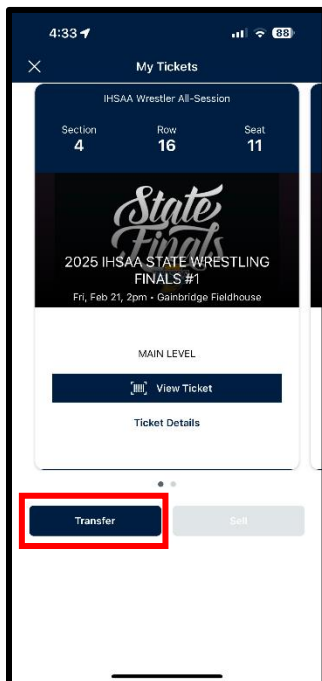 4:33
88
My Tickets
IHSAA Wrestler All-Session
Section Row Seat
4 16 11
State
Finals
2025 IHSAA STATE WRESTLING
FINALS #1
Fri, Feb 21, 2pm • Gainbridge Fieldhouse
MAIN LEVEL
View Ticket
Ticket Details
Transfer
Sell